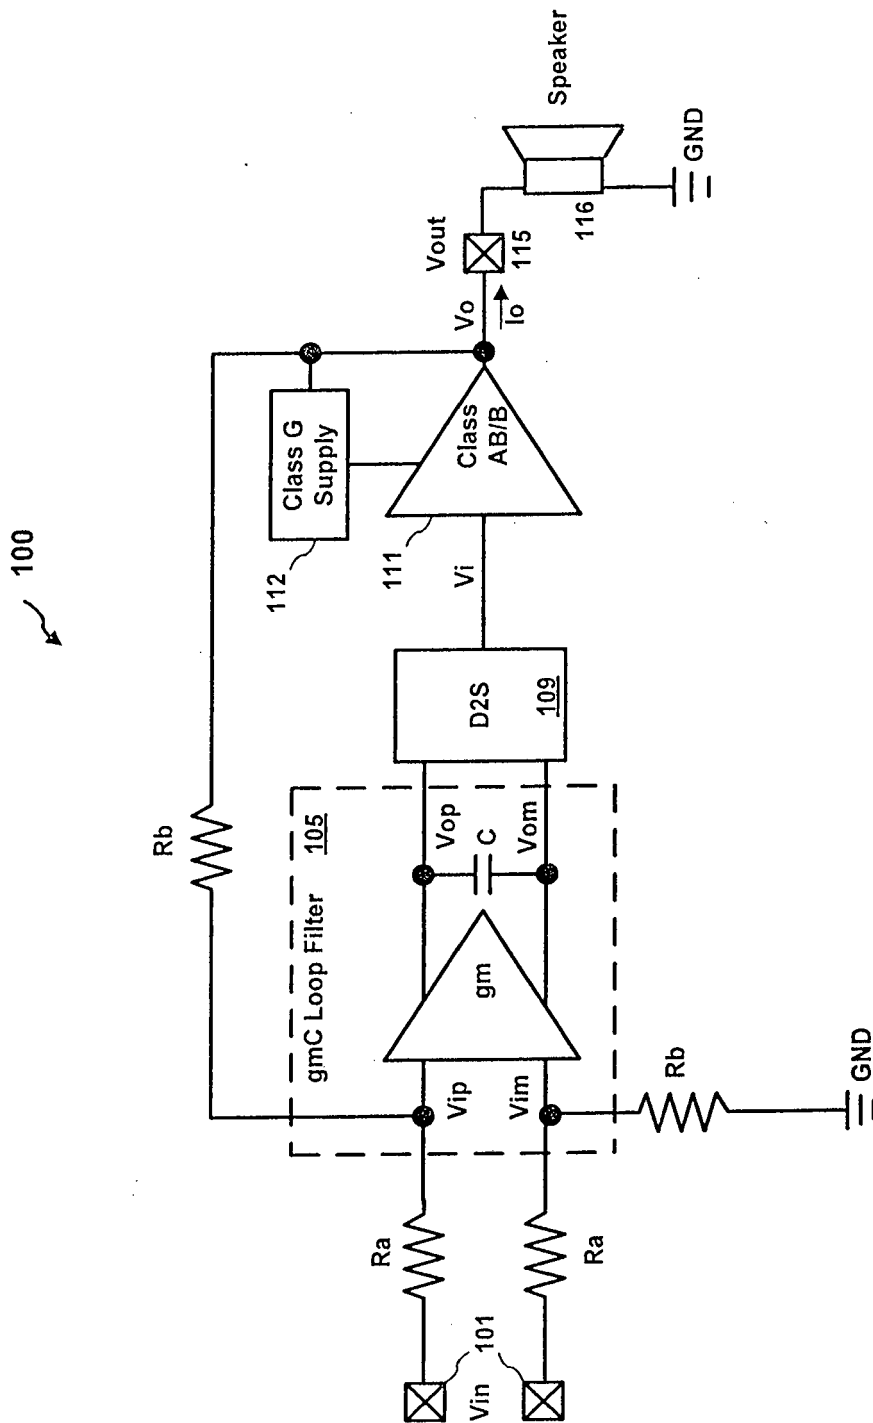 100
Rb
Class G
Supply
112
gmC Loop Filter
105
Vin
101
Ra
Ra
Vip
Vim
gm
Vop
C
Vom
D2S
109
Vi
111
Class
AB/B
Vo
Io
Vout
115
116
Speaker
GND
Rb
GND